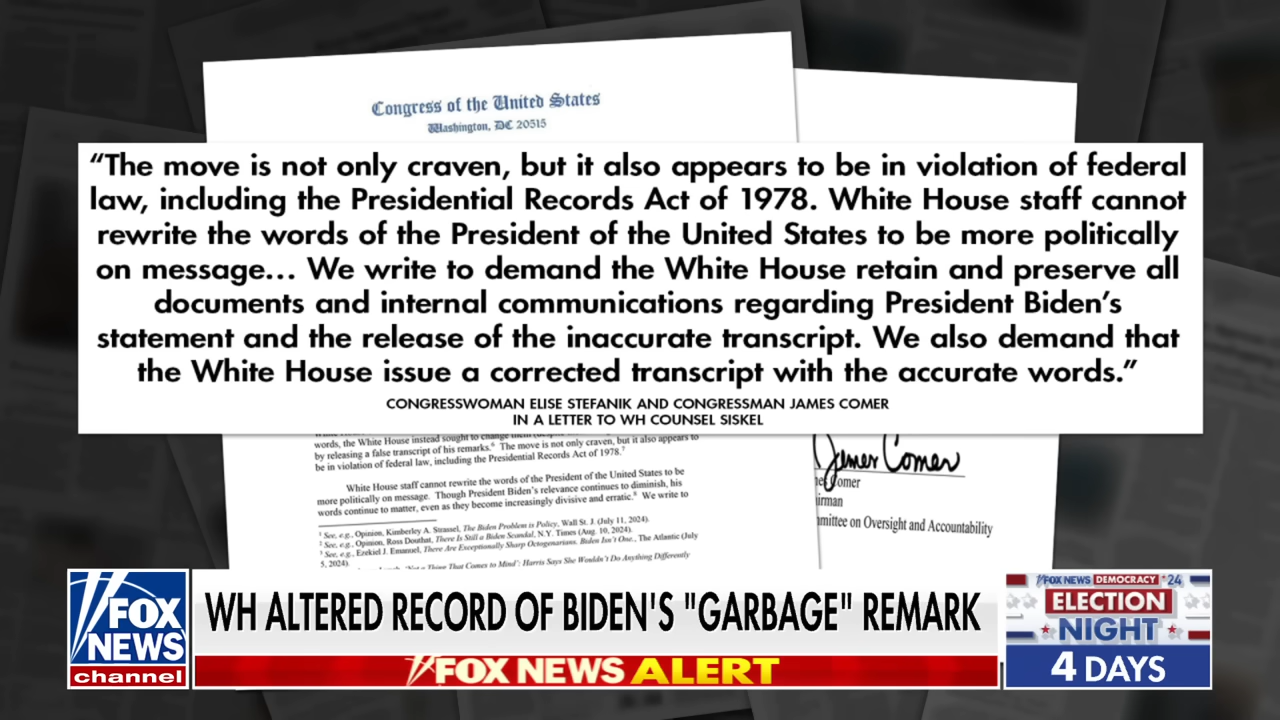 Congress of the United States
Washington, DC 20515
“The move is not only craven, but it also appears to be in violation of federal
law, including the Presidential Records Act of 1978. White House staff cannot
rewrite the words of the President of the United States to be more politically
on message... We write to demand the White House retain and preserve all
documents and internal communications regarding President Biden’s
statement and the release of the inaccurate transcript. We also demand that
the White House issue a corrected transcript with the accurate words.”
CONGRESSWOMAN ELISE STEFANIK AND CONGRESSMAN JAMES COMER
IN A LETTER TO WH COUNSEL SISKEL
words, the White House instead sought to change them
by releasing a false transcript of his remarks.6 The move is not only craven, but it also appears to
be in violation of federal law, including the Presidential Records Act of 1978.7
White House staff cannot rewrite the words of the President of the United States to be
more politically on message. Though President Biden’s relevance continues to diminish, his
words continue to matter, even as they become increasingly divisive and erratic.8 We write to
1 See, e.g., Opinion, Kimberley A. Strassel, The Biden Problem is Policy, Wall St. J. (July 11, 2024).
2 See, e.g., Opinion, Ross Douthat, There Is Still a Biden Scandal, N.Y. Times (Aug. 10, 2024).
3 See, e.g., Ezekiel J. Emanuel, There Are Exceptionally Sharp Octogenarians. Biden Isn’t One., The Atlantic (July
5, 2024).
‘Not a Thing That Comes to Mind’: Harris Says She Wouldn’t Do Anything Differently
James Comer
Comer
irman
mmittee on Oversight and Accountability
FOX
NEWS
channel
WH ALTERED RECORD OF BIDEN'S "GARBAGE" REMARK
FOX NEWS ALERT
FOX NEWS DEMOCRACY '24
ELECTION
NIGHT
4 DAYS